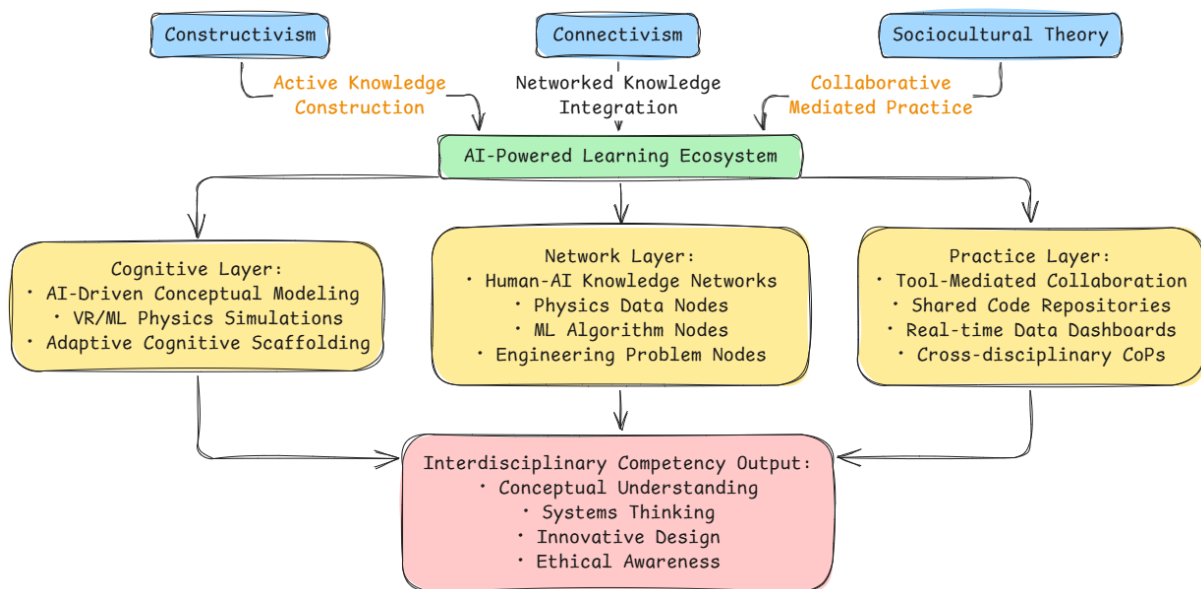 Constructivism
Connectivism
Sociocultural Theory
Active Knowledge
Construction
Networked Knowledge
Integration
Collaborative
Mediated Practice
AI-Powered Learning Ecosystem
Cognitive Layer:
· AI-Driven Conceptual Modeling
· VR/ML Physics Simulations
· Adaptive Cognitive Scaffolding
Network Layer:
· Human-AI Knowledge Networks
· Physics Data Nodes
· ML Algorithm Nodes
· Engineering Problem Nodes
Practice Layer:
· Tool-Mediated Collaboration
· Shared Code Repositories
· Real-time Data Dashboards
· Cross-disciplinary CoPs
Interdisciplinary Competency Output:
· Conceptual Understanding
· Systems Thinking
· Innovative Design
· Ethical Awareness